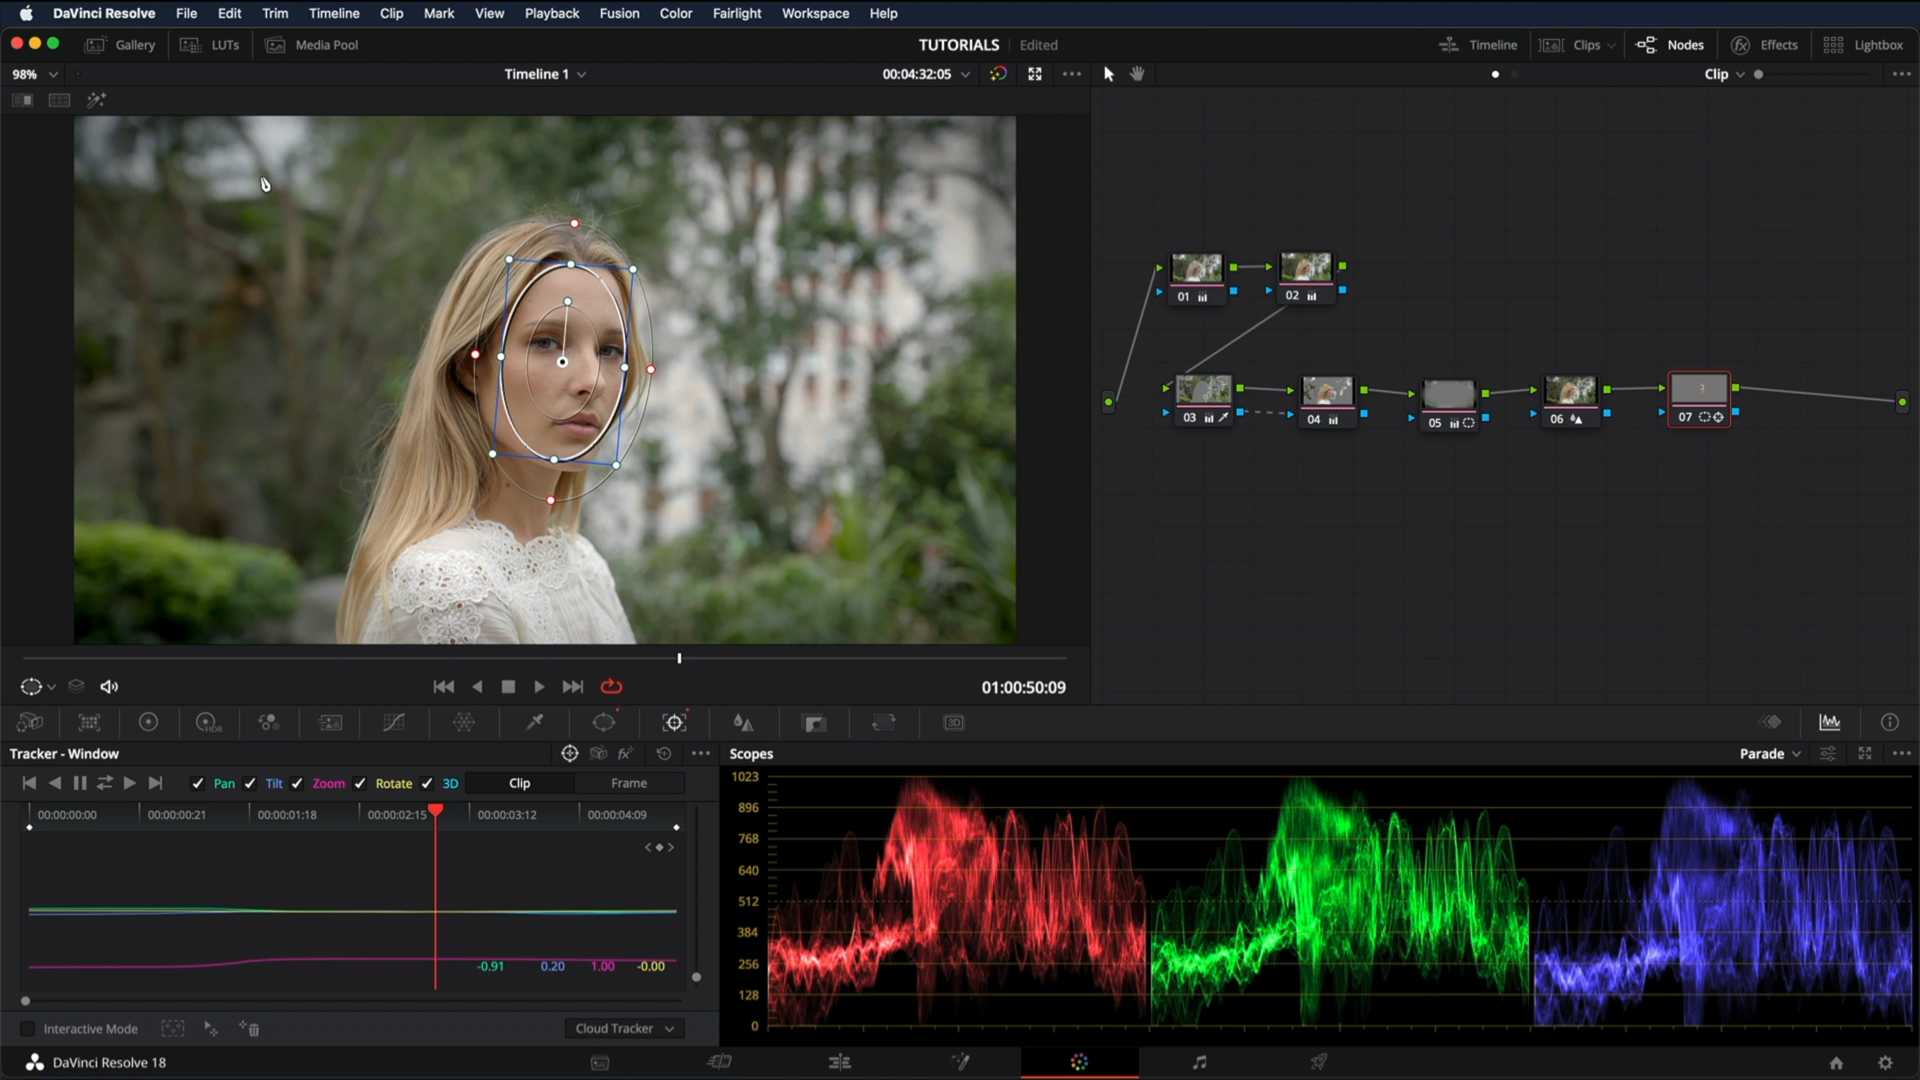 DaVinci Resolve File Edit Trim Timeline Clip Mark View Playback Fusion Color Fairlight Workspace Help
Gallery LUTs Media Pool TUTORIALS Edited Timeline Clips Nodes Effects Lightbox
98% Timeline 1 00:04:32:05 Clip
01 02
03 04 05 06 07
01:00:50:09
HDR 3D
Tracker - Window Scopes Parade
Pan Tilt Zoom Rotate 3D Clip Frame
00:00:00:00 00:00:00:21 00:00:01:18 00:00:02:15 00:00:03:12 00:00:04:09
-0.91 0.20 1.00 -0.00
1023
896
768
640
512
384
256
128
0
Interactive Mode Cloud Tracker
DaVinci Resolve 18